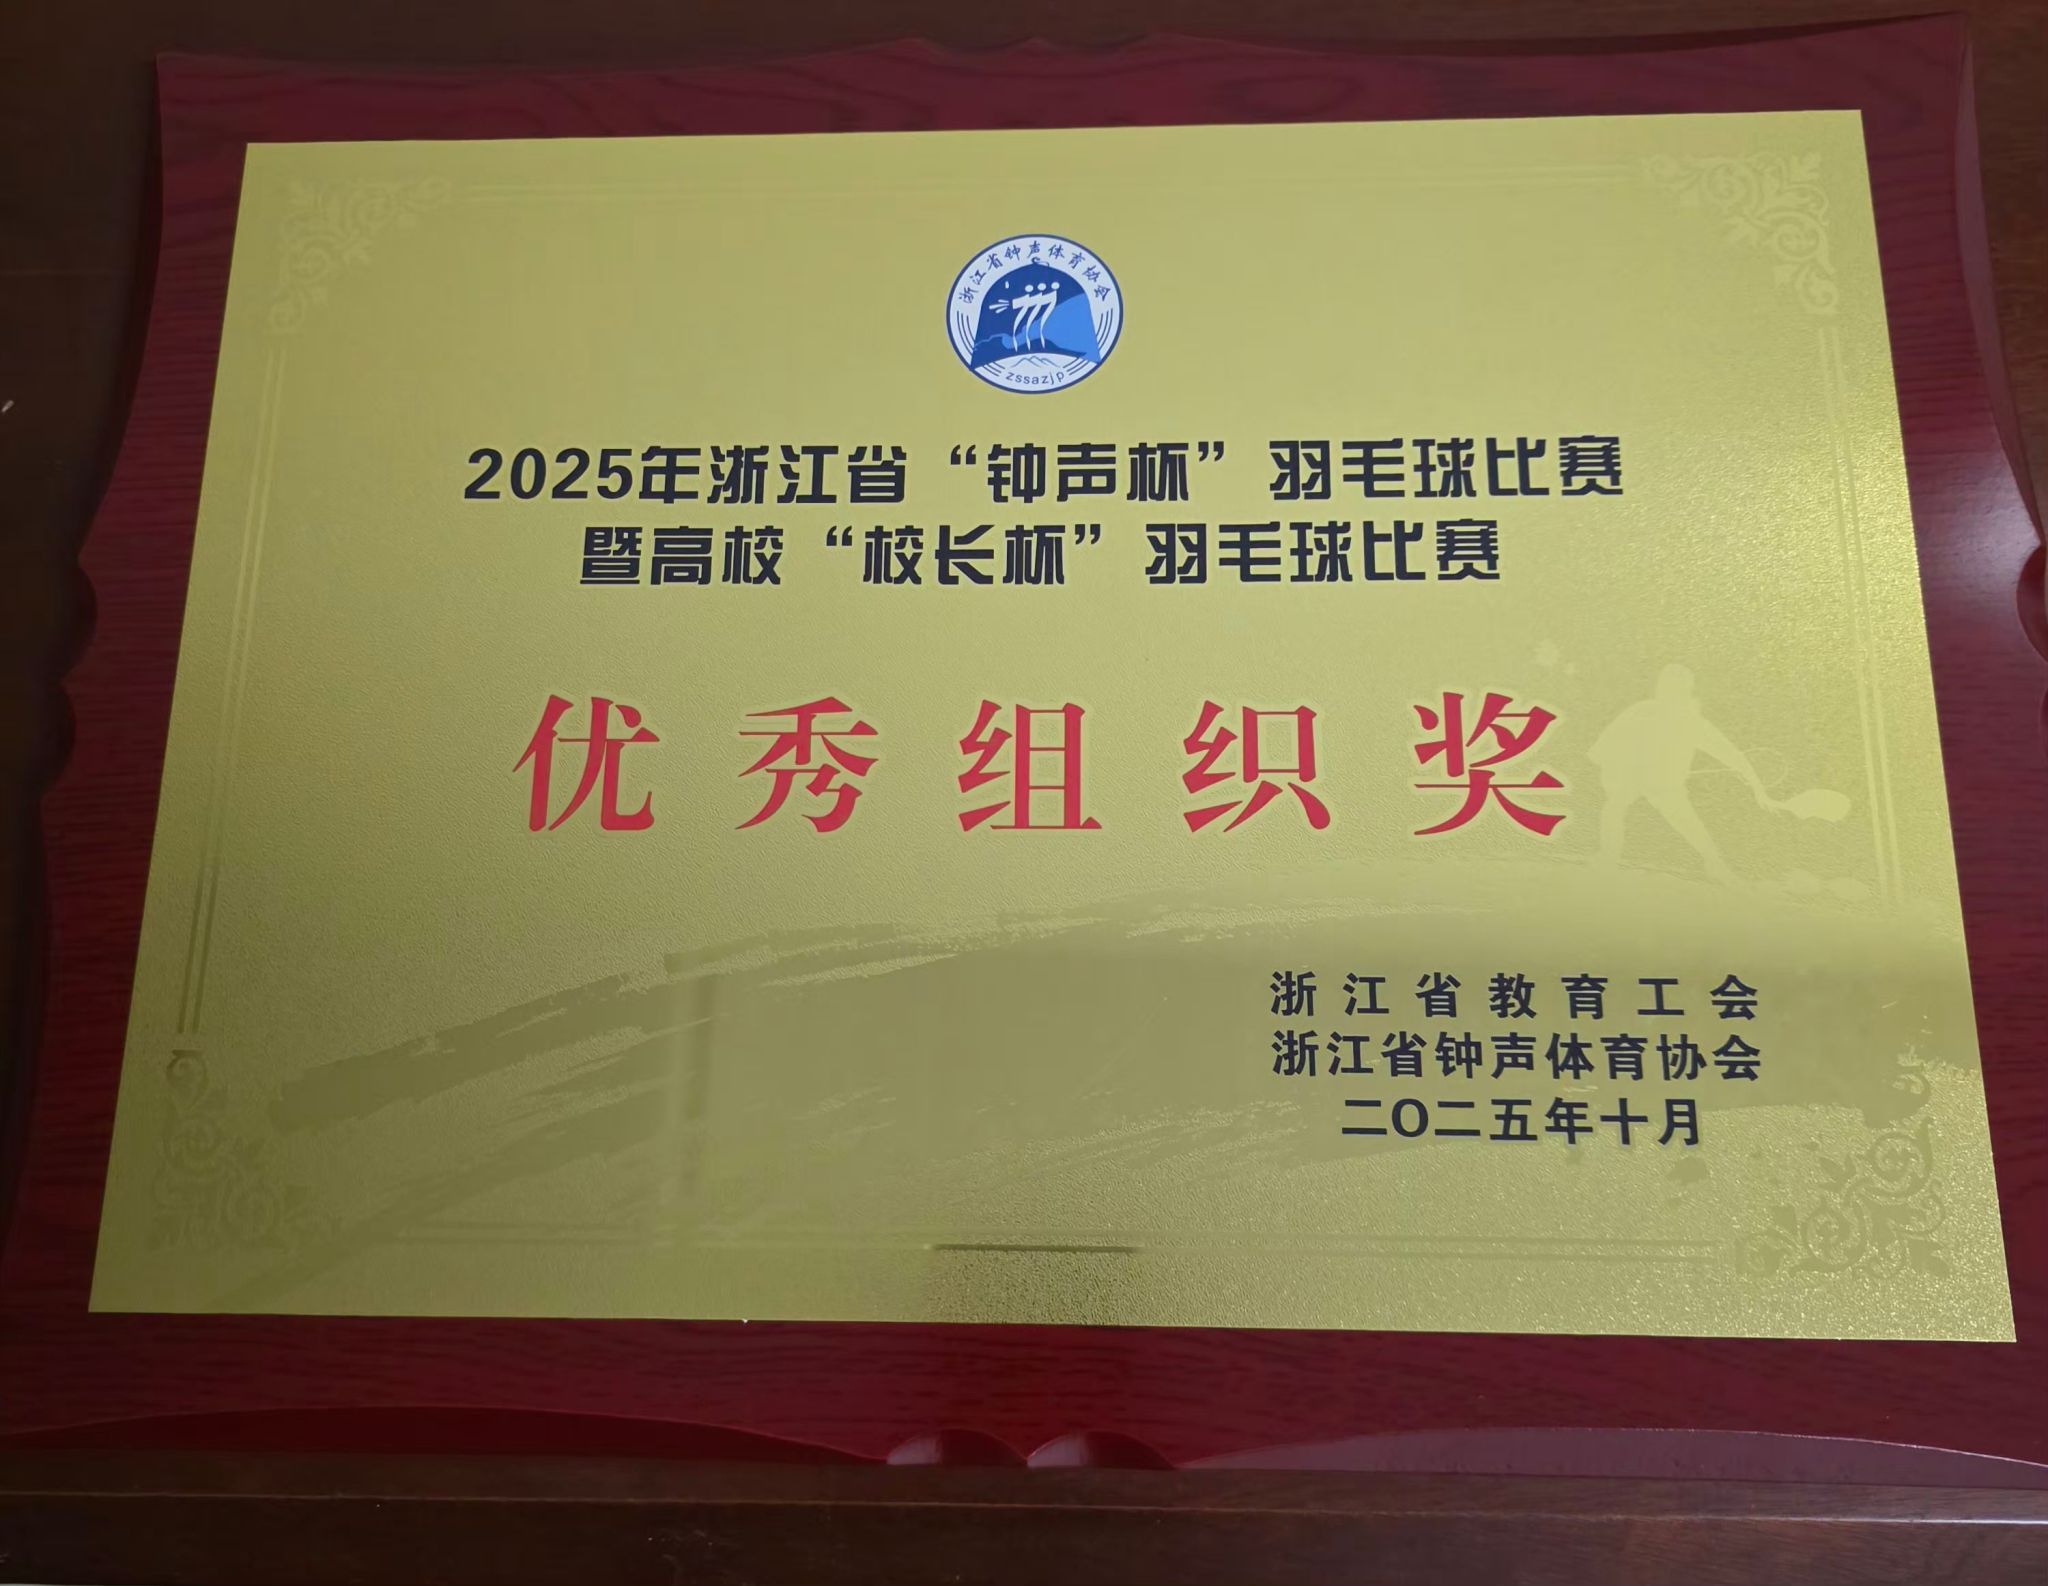 浙江省钟声体育协会
zssazjp
2025年浙江省“钟声杯”羽毛球比赛
暨高校“校长杯”羽毛球比赛
优秀组织奖
浙江省教育工会
浙江省钟声体育协会
二〇二五年十月